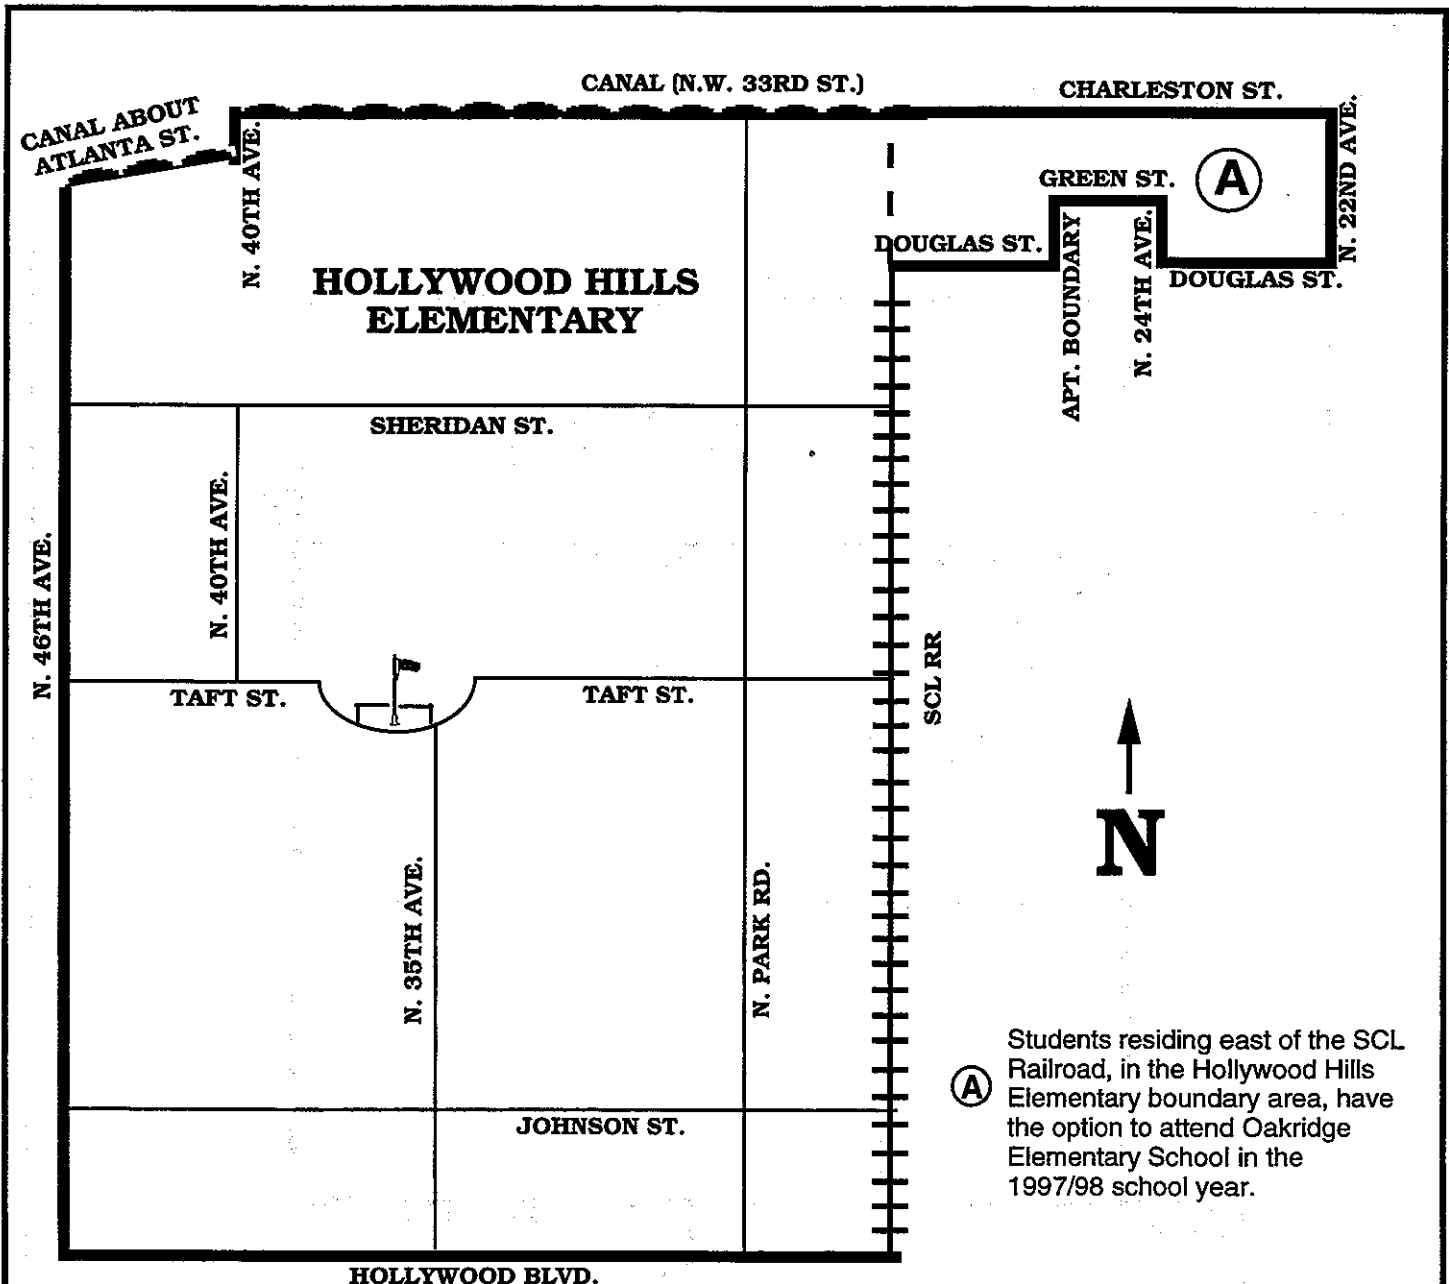 CANAL (N.W. 33RD ST.)
CHARLESTON ST.
CANAL ABOUT
ATLANTA ST.
N. 40TH AVE.
N. 22ND AVE.
A
GREEN ST.
DOUGLAS ST.
APT. BOUNDARY
N. 24TH AVE.
DOUGLAS ST.
HOLLYWOOD HILLS
ELEMENTARY
SHERIDAN ST.
N. 46TH AVE.
N. 40TH AVE.
TAFT ST.
TAFT ST.
SCL RR
N
N. 35TH AVE.
N. PARK RD.
A
Students residing east of the SCL
Railroad, in the Hollywood Hills
Elementary boundary area, have
the option to attend Oakridge
Elementary School in the
1997/98 school year.
JOHNSON ST.
HOLLYWOOD BLVD.